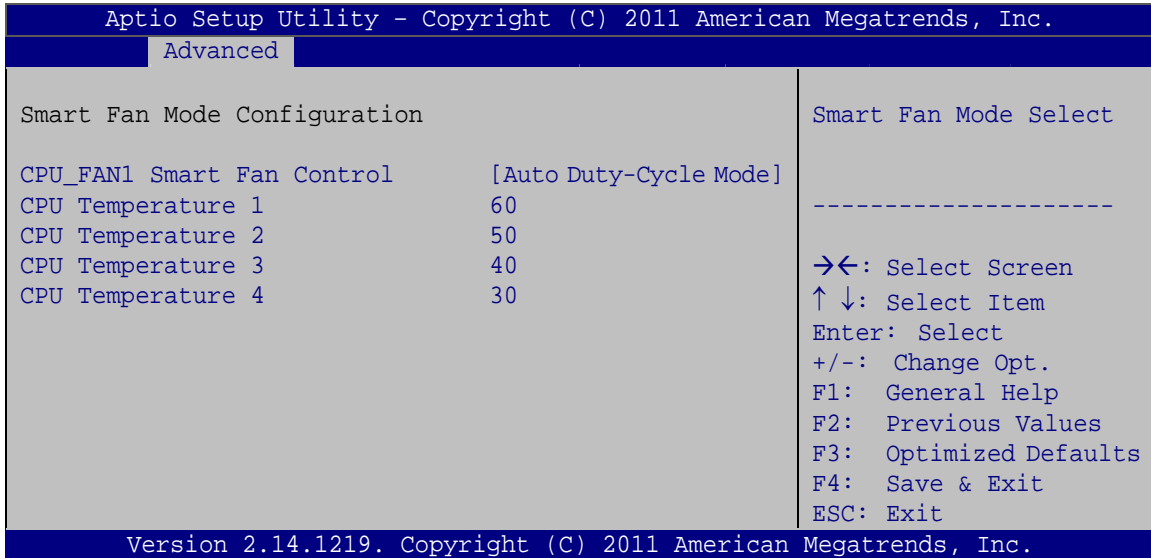 Aptio Setup Utility – Copyright (C) 2011 American Megatrends, Inc.
Advanced
Smart Fan Mode Configuration
CPU_FAN1 Smart Fan Control [Auto Duty-Cycle Mode]
CPU Temperature 1 60
CPU Temperature 2 50
CPU Temperature 3 40
CPU Temperature 4 30
Smart Fan Mode Select
---------------------
→←: Select Screen
↑ ↓: Select Item
Enter: Select
+/-: Change Opt.
F1: General Help
F2: Previous Values
F3: Optimized Defaults
F4: Save & Exit
ESC: Exit
Version 2.14.1219. Copyright (C) 2011 American Megatrends, Inc.